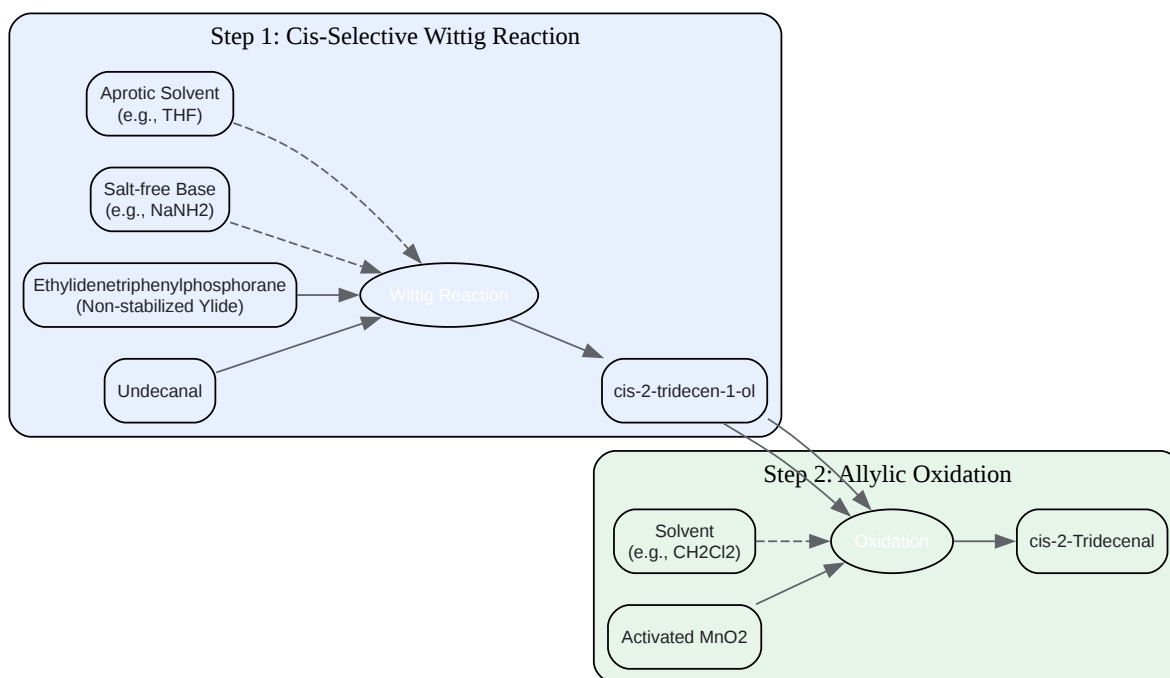 Step 1: Cis-Selective Wittig Reaction
Aprotic Solvent
(e.g., THF)
Salt-free Base
(e.g., NaNH2)
Ethylidenetriphenylphosphorane
(Non-stabilized Ylide)
Wittig Reaction
Undecanal
cis-2-tridecen-1-ol
Step 2: Allylic Oxidation
Solvent
(e.g., CH2Cl2)
Oxidation
cis-2-Tridecenal
Activated MnO2